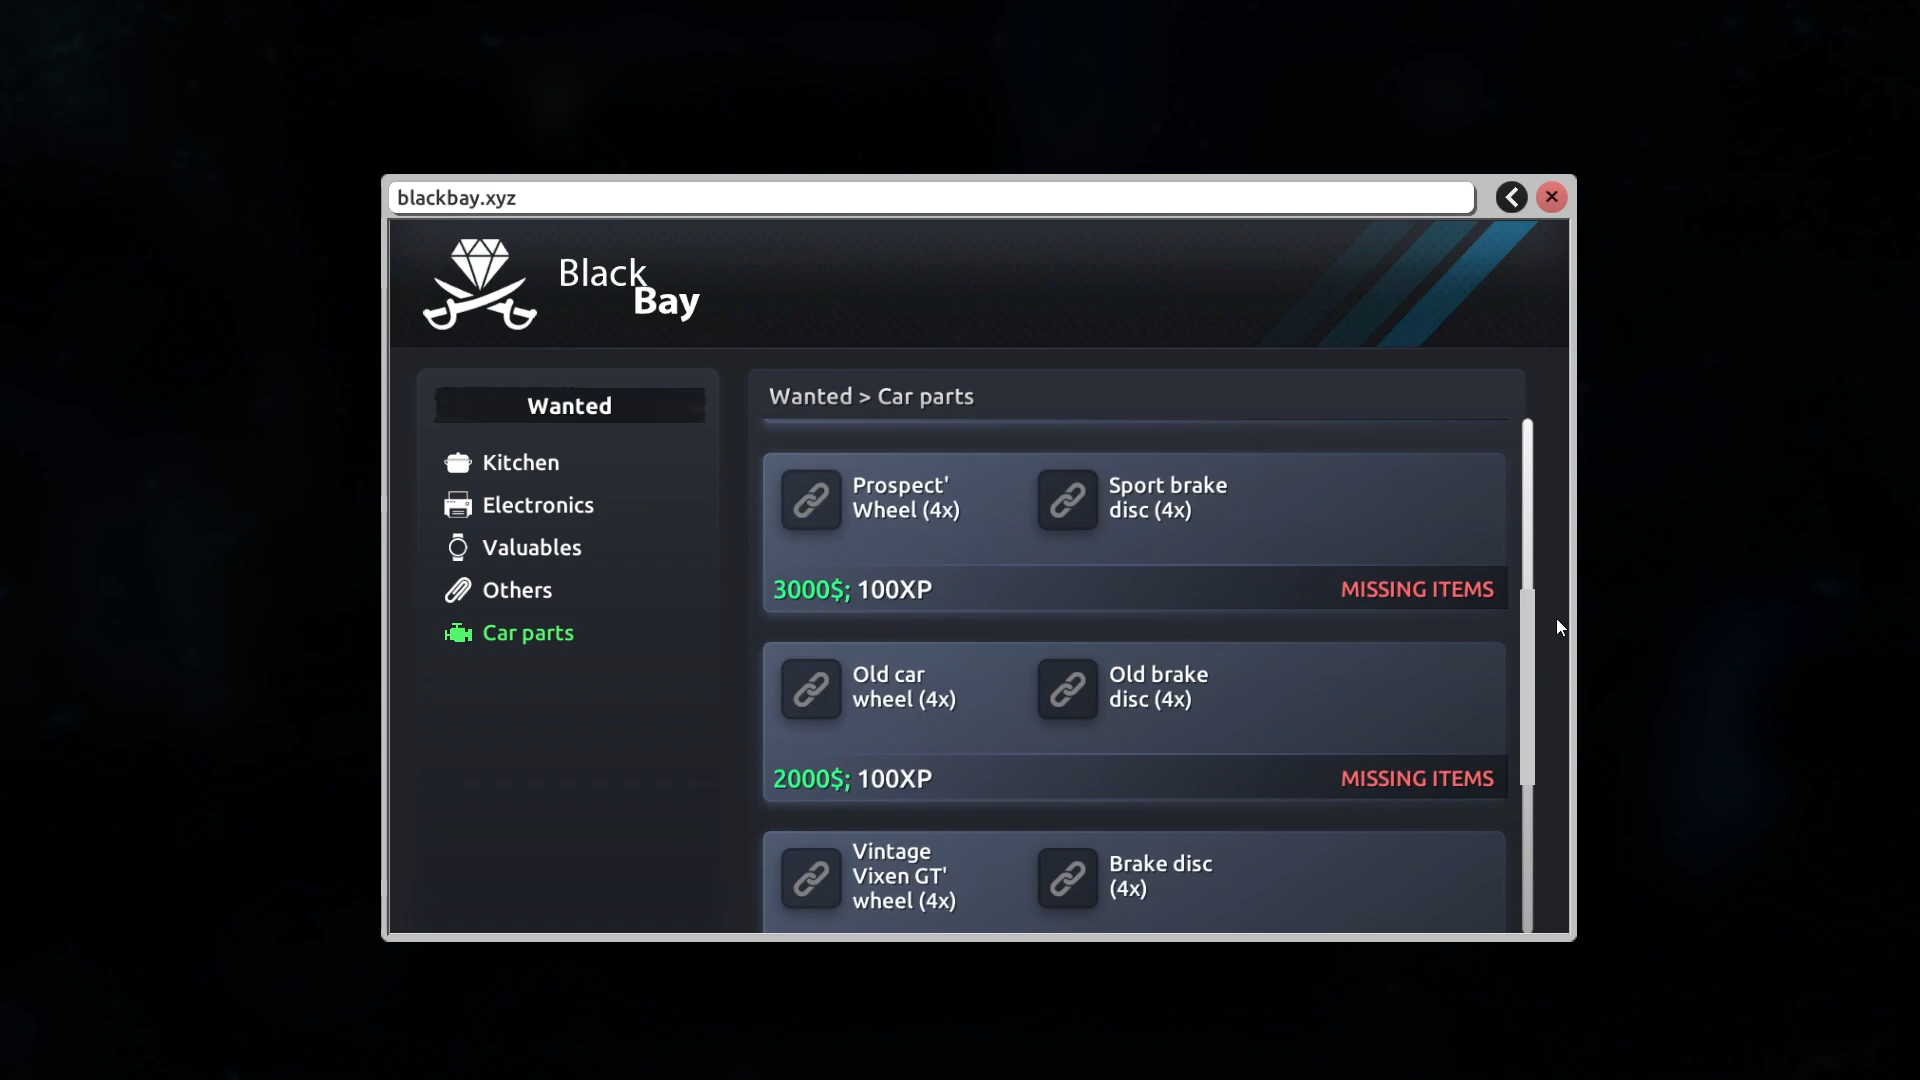 blackbay.xyz
Black
Bay
Wanted
Kitchen
Electronics
Valuables
Others
Car parts
Wanted > Car parts
Prospect'
Wheel (4x)
Sport brake
disc (4x)
3000$; 100XP
MISSING ITEMS
Old car
wheel (4x)
Old brake
disc (4x)
2000$; 100XP
MISSING ITEMS
Vintage
Vixen GT'
wheel (4x)
Brake disc
(4x)